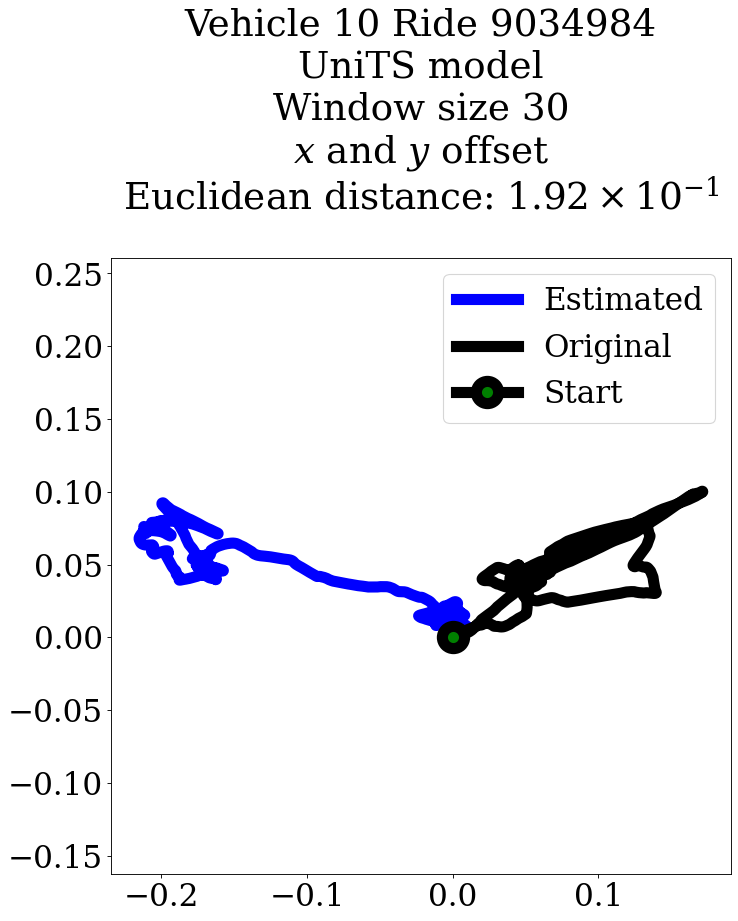 Vehicle 10 Ride 9034984
UniTS model
Window size 30
x and y offset
Euclidean distance: 1.92 × 10⁻¹
Estimated
Original
Start
0.25
0.20
0.15
0.10
0.05
0.00
−0.05
−0.10
−0.15
−0.2 −0.1 0.0 0.1